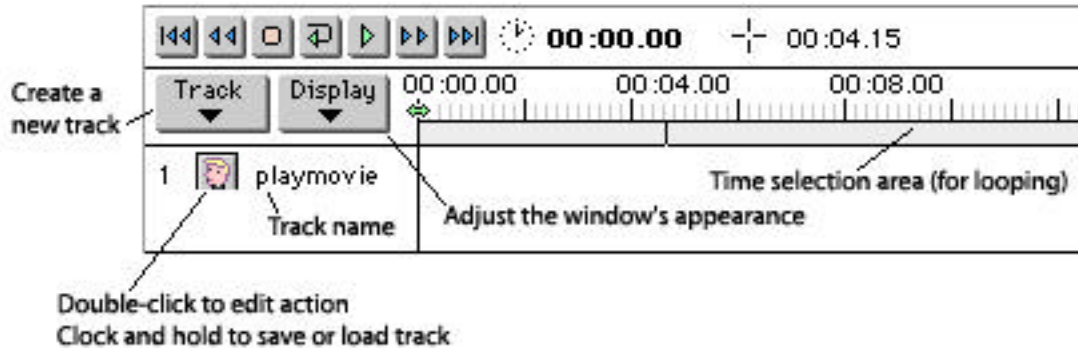 00:00.00 00:04.15
Create a
new track
Track Display 00:00.00 00:04.00 00:08.00
1 playmovie
Track name
Adjust the window's appearance
Time selection area (for looping)
Double-click to edit action
Clock and hold to save or load track